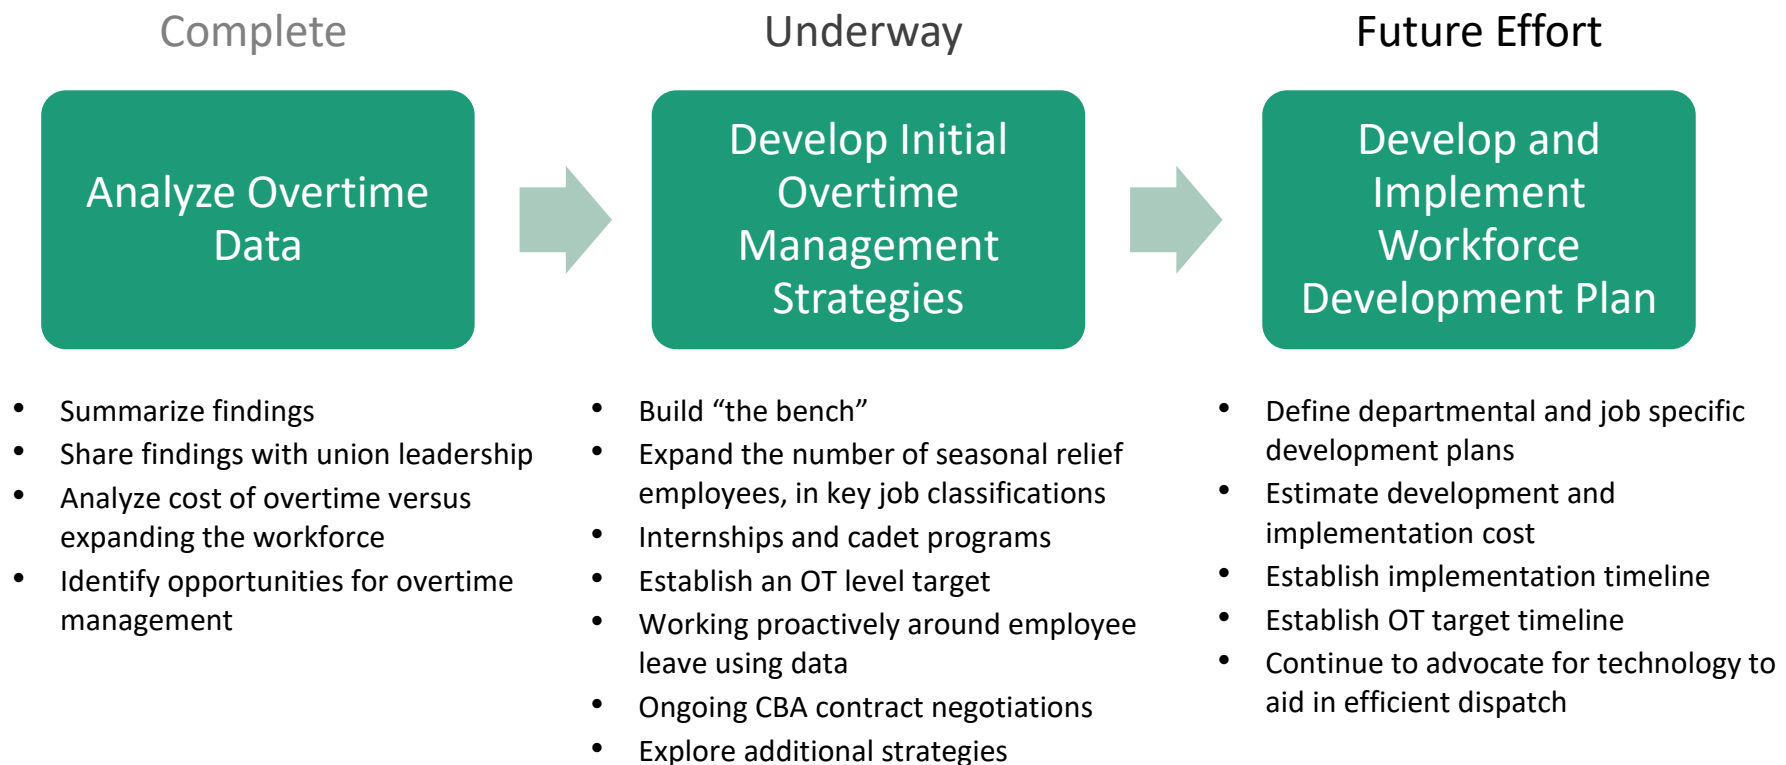 Complete
Underway
Future Effort
Analyze Overtime
Data
Develop Initial
Overtime
Management
Strategies
Develop and
Implement
Workforce
Development Plan
• Summarize findings
• Share findings with union leadership
• Analyze cost of overtime versus
expanding the workforce
• Identify opportunities for overtime
management
• Build “the bench”
• Expand the number of seasonal relief
employees, in key job classifications
• Internships and cadet programs
• Establish an OT level target
• Working proactively around employee
leave using data
• Ongoing CBA contract negotiations
• Explore additional strategies
• Define departmental and job specific
development plans
• Estimate development and
implementation cost
• Establish implementation timeline
• Establish OT target timeline
• Continue to advocate for technology to
aid in efficient dispatch